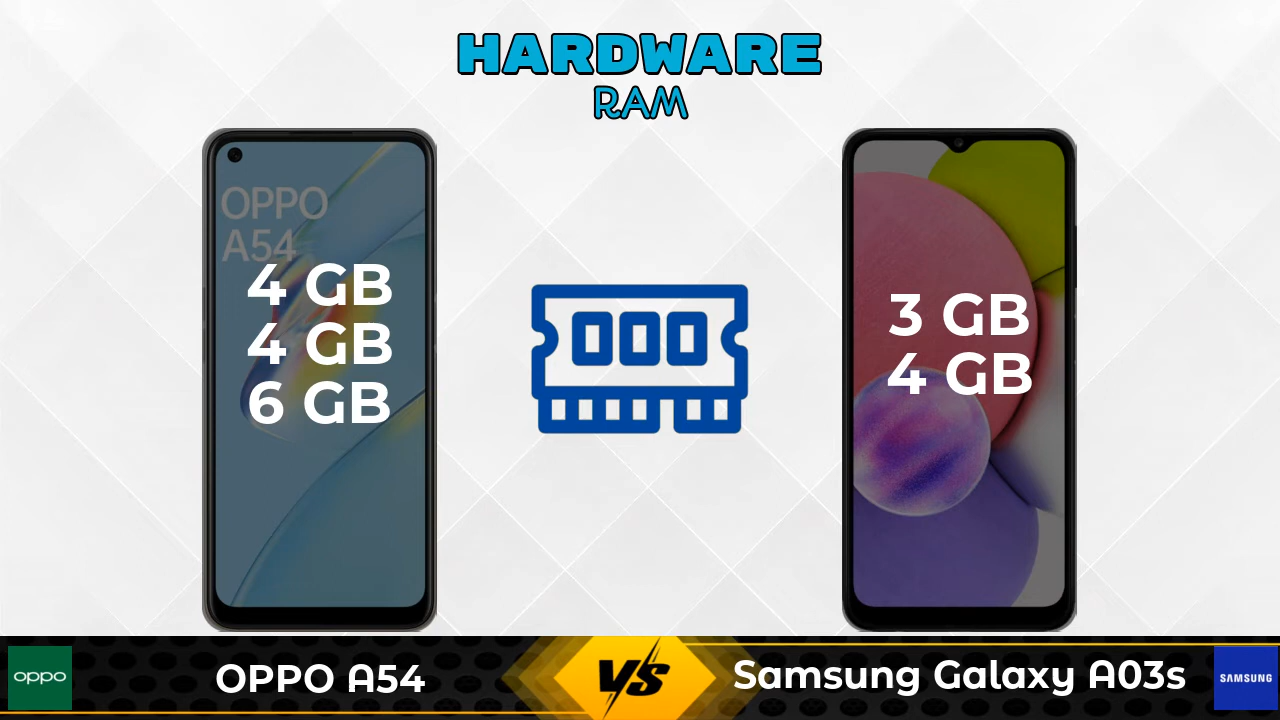 HARDWARE
RAM
OPPO
A54
4 GB
4 GB
6 GB
3 GB
4 GB
oppo
OPPO A54
VS
Samsung Galaxy A03s
SAMSUNG